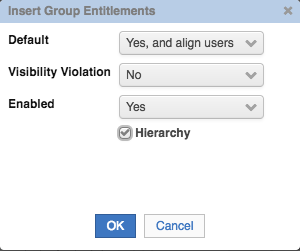 Insert Group Entitlements
Default Yes, and align users
Visibility Violation No
Enabled Yes
Hierarchy
OK Cancel